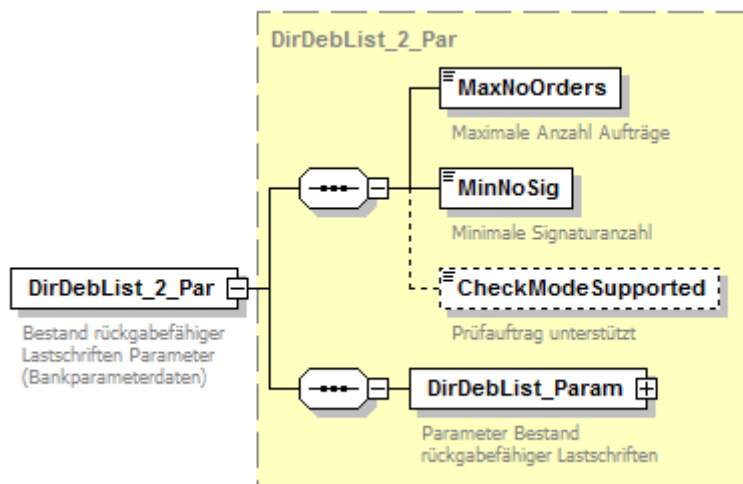 DirDebList_2_Par
MaxNoOrders
Maximale Anzahl Aufträge
MinNoSig
Minimale Signaturanzahl
DirDebList_2_Par
Bestand rückgabefähiger
Lastschriften Parameter
(Bankparameterdaten)
CheckModeSupported
Prüfauftrag unterstützt
DirDebList_Param
Parameter Bestand
rückgabefähiger Lastschriften